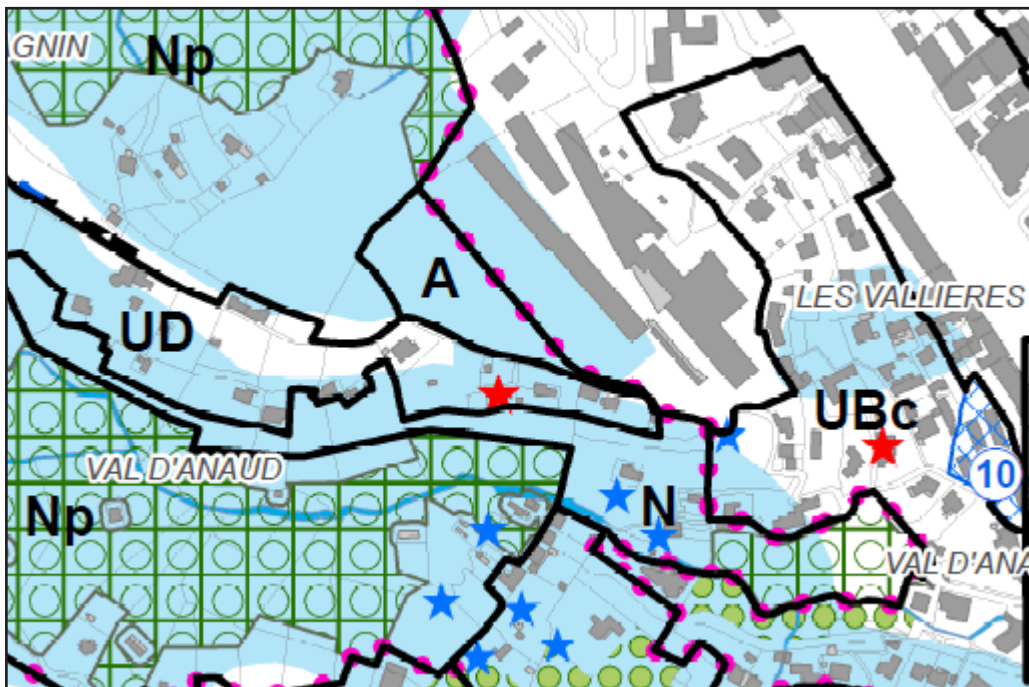 GNIN
Np
A
LES VALLIERES
UD
UBc
VAL D'ANAUD
10
Np
N
VAL D'ANA